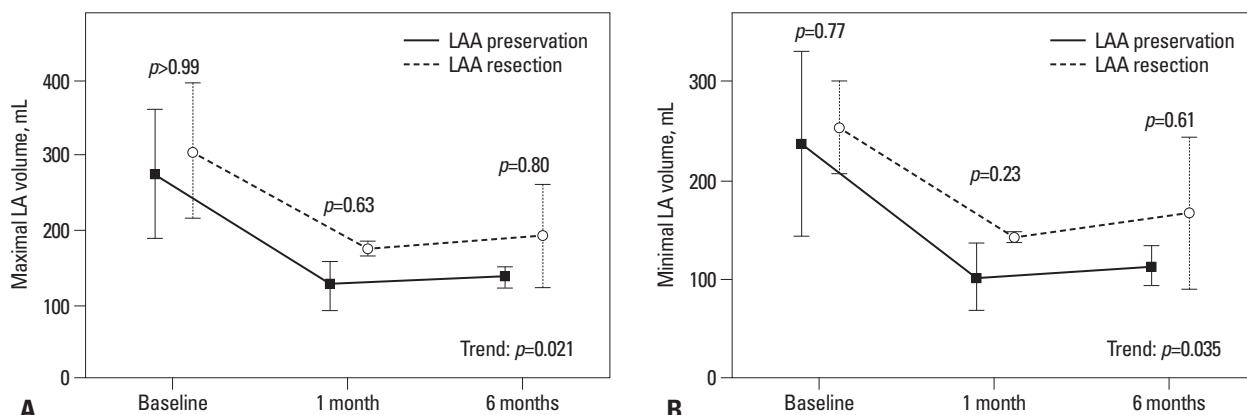 LAA preservation
LAA resection
p>0.99
400
300
p=0.80
p=0.63
200
100
Trend: p=0.021
0
Maximal LA volume, mL
Baseline
1 month
6 months
A
LAA preservation
LAA resection
p=0.77
300
p=0.61
p=0.23
200
100
Trend: p=0.035
0
Minimal LA volume, mL
Baseline
1 month
6 months
B